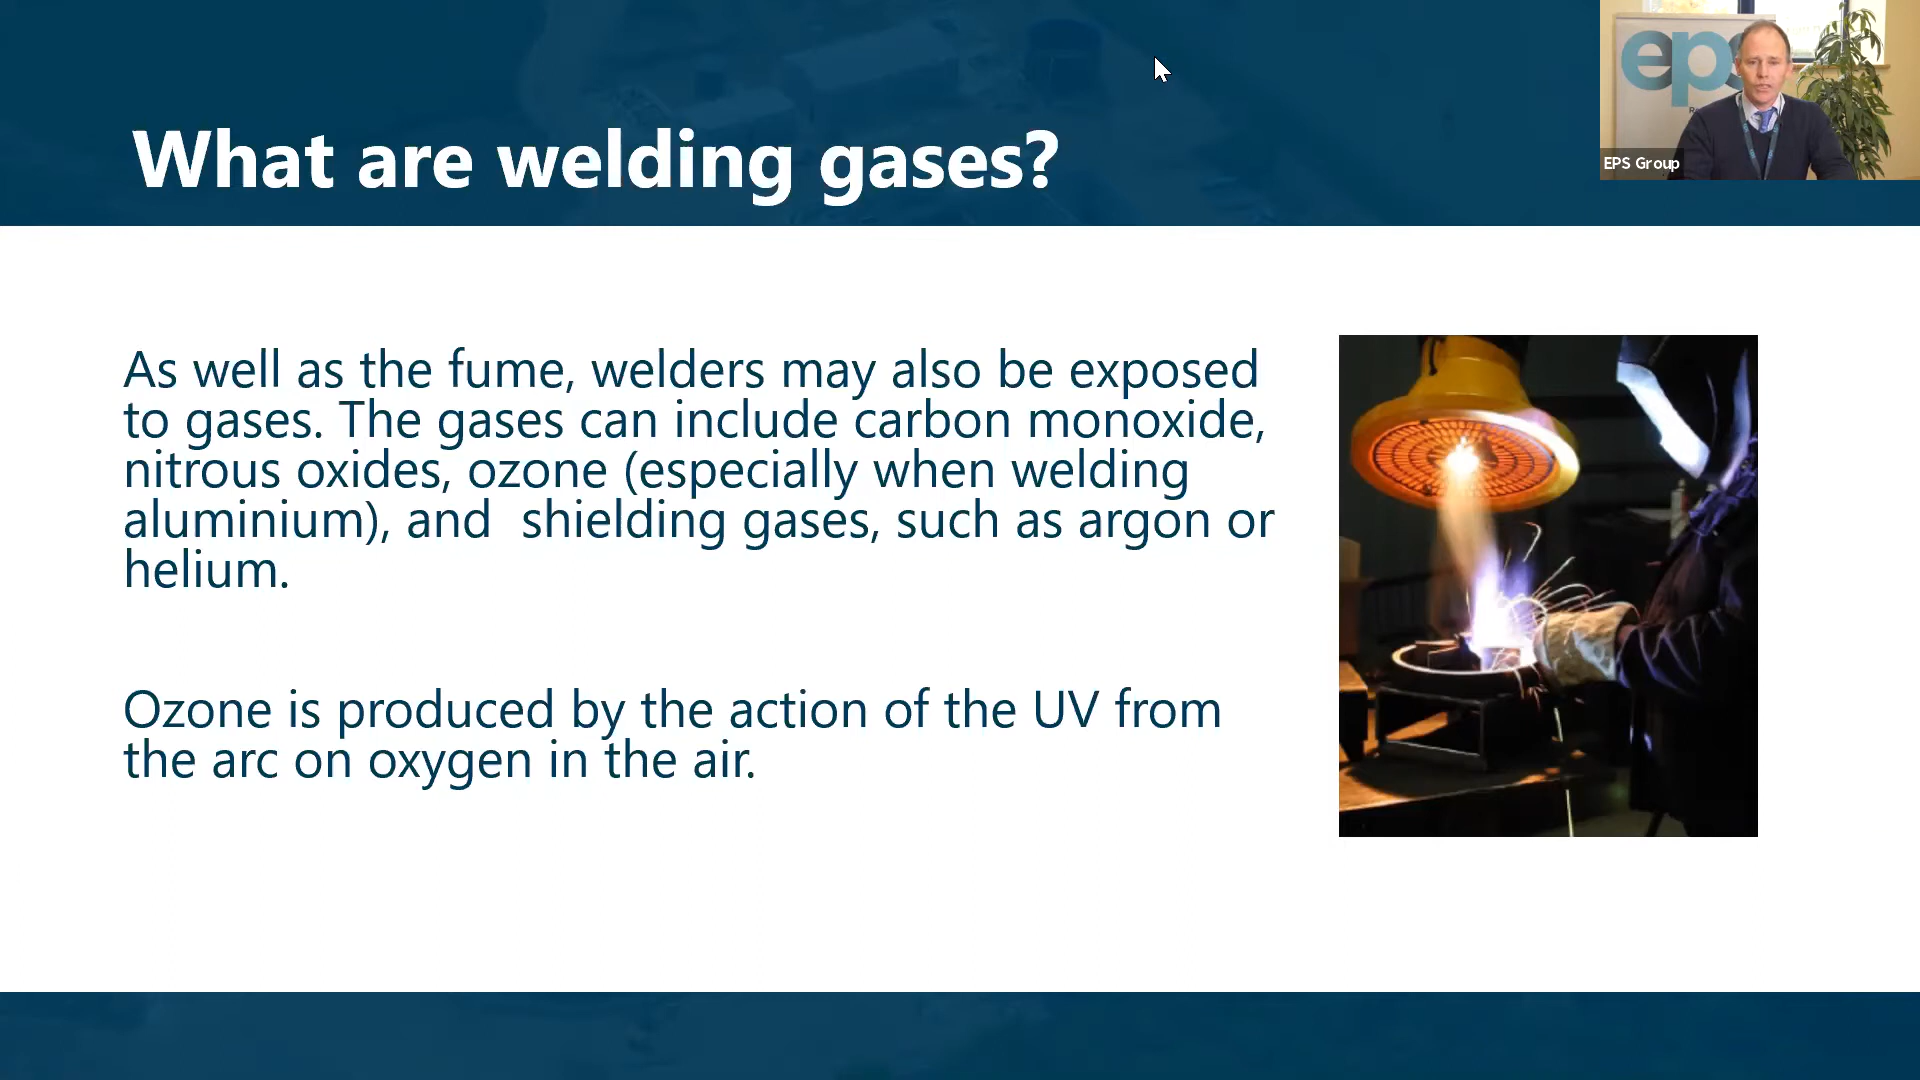 What are welding gases?
eps
EPS Group
As well as the fume, welders may also be exposed
to gases. The gases can include carbon monoxide,
nitrous oxides, ozone (especially when welding
aluminium), and  shielding gases, such as argon or
helium.
Ozone is produced by the action of the UV from
the arc on oxygen in the air.